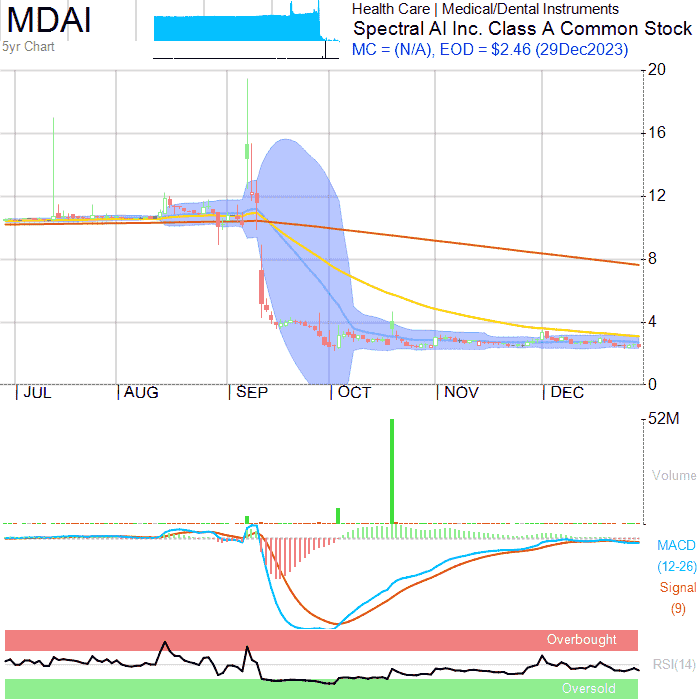 MDAI
5yr Chart
Health Care | Medical/Dental Instruments
Spectral AI Inc. Class A Common Stock
MC = (N/A), EOD = $2.46 (29Dec2023)
20
16
12
8
4
0
JUL AUG SEP OCT NOV DEC
52M
Volume
MACD
(12-26)
Signal
(9)
Overbought
RSI(14)
Oversold